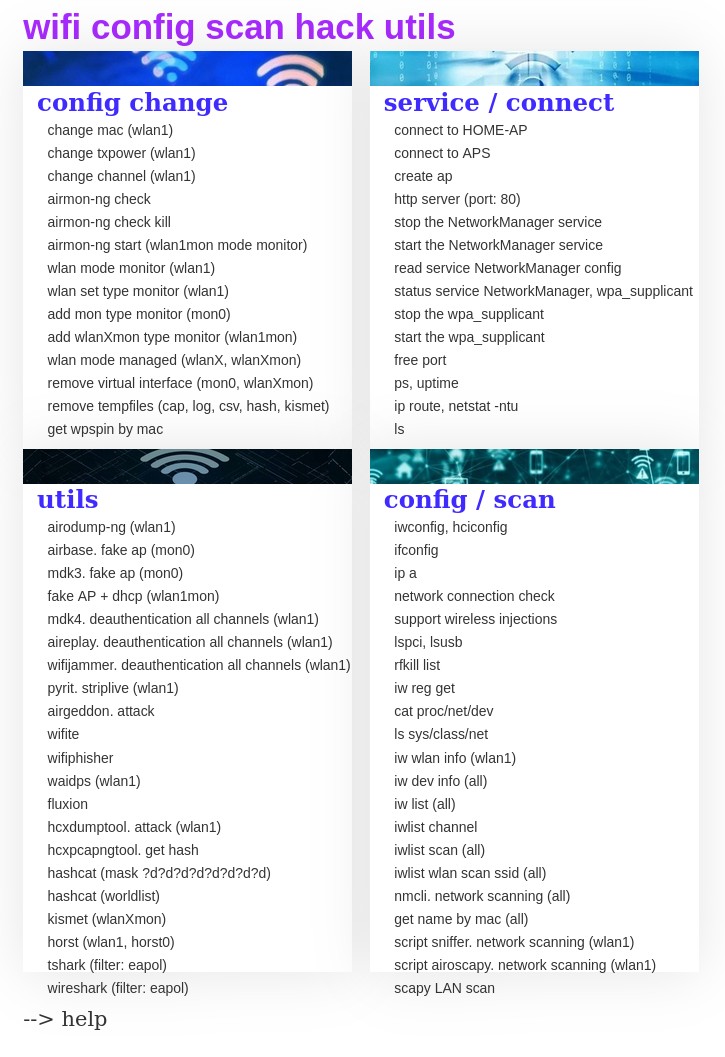 wifi config scan hack utils
config change
change mac (wlan1)
change txpower (wlan1)
change channel (wlan1)
airmon-ng check
airmon-ng check kill
airmon-ng start (wlan1mon mode monitor)
wlan mode monitor (wlan1)
wlan set type monitor (wlan1)
add mon type monitor (mon0)
add wlanXmon type monitor (wlan1mon)
wlan mode managed (wlanX, wlanXmon)
remove virtual interface (mon0, wlanXmon)
remove tempfiles (cap, log, csv, hash, kismet)
get wpspin by mac
service / connect
connect to HOME-AP
connect to APS
create ap
http server (port: 80)
stop the NetworkManager service
start the NetworkManager service
read service NetworkManager config
status service NetworkManager, wpa_supplicant
stop the wpa_supplicant
start the wpa_supplicant
free port
ps, uptime
ip route, netstat -ntu
ls
utils
airodump-ng (wlan1)
airbase. fake ap (mon0)
mdk3. fake ap (mon0)
fake AP + dhcp (wlan1mon)
mdk4. deauthentication all channels (wlan1)
aireplay. deauthentication all channels (wlan1)
wifijammer. deauthentication all channels (wlan1)
pyrit. striplive (wlan1)
airgeddon. attack
wifite
wifiphisher
waidps (wlan1)
fluxion
hcxdumptool. attack (wlan1)
hcxpcapngtool. get hash
hashcat (mask ?d?d?d?d?d?d?d?d)
hashcat (worldlist)
kismet (wlanXmon)
horst (wlan1, horst0)
tshark (filter: eapol)
wireshark (filter: eapol)
config / scan
iwconfig, hciconfig
ifconfig
ip a
network connection check
support wireless injections
lspci, lsusb
rfkill list
iw reg get
cat proc/net/dev
ls sys/class/net
iw wlan info (wlan1)
iw dev info (all)
iw list (all)
iwlist channel
iwlist scan (all)
iwlist wlan scan ssid (all)
nmcli. network scanning (all)
get name by mac (all)
script sniffer. network scanning (wlan1)
script airoscapy. network scanning (wlan1)
scapy LAN scan
--> help